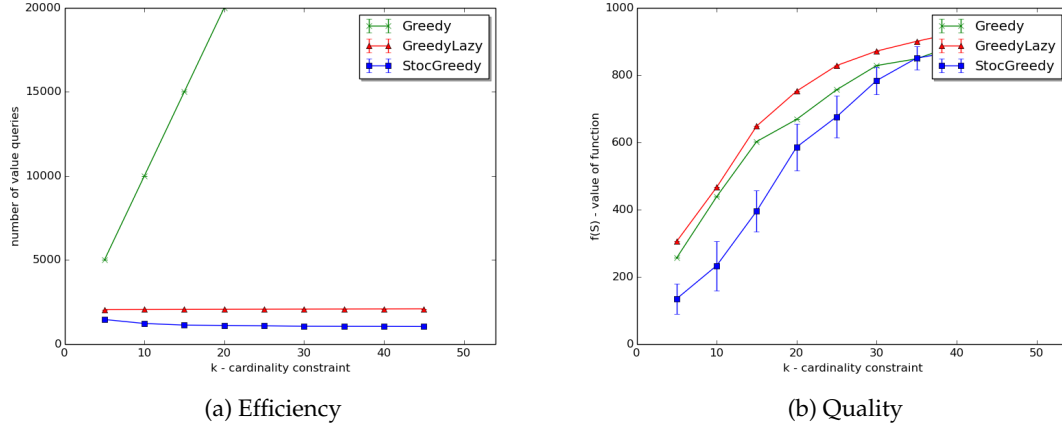 20000
15000
10000
5000
0
number of value queries
0
10
20
30
40
50
k - cardinality constraint
Greedy
GreedyLazy
StocGreedy
(a) Efficiency
1000
800
600
400
200
0
f(S) - value of function
0
10
20
30
40
50
k - cardinality constraint
Greedy
GreedyLazy
StocGreedy
(b) Quality